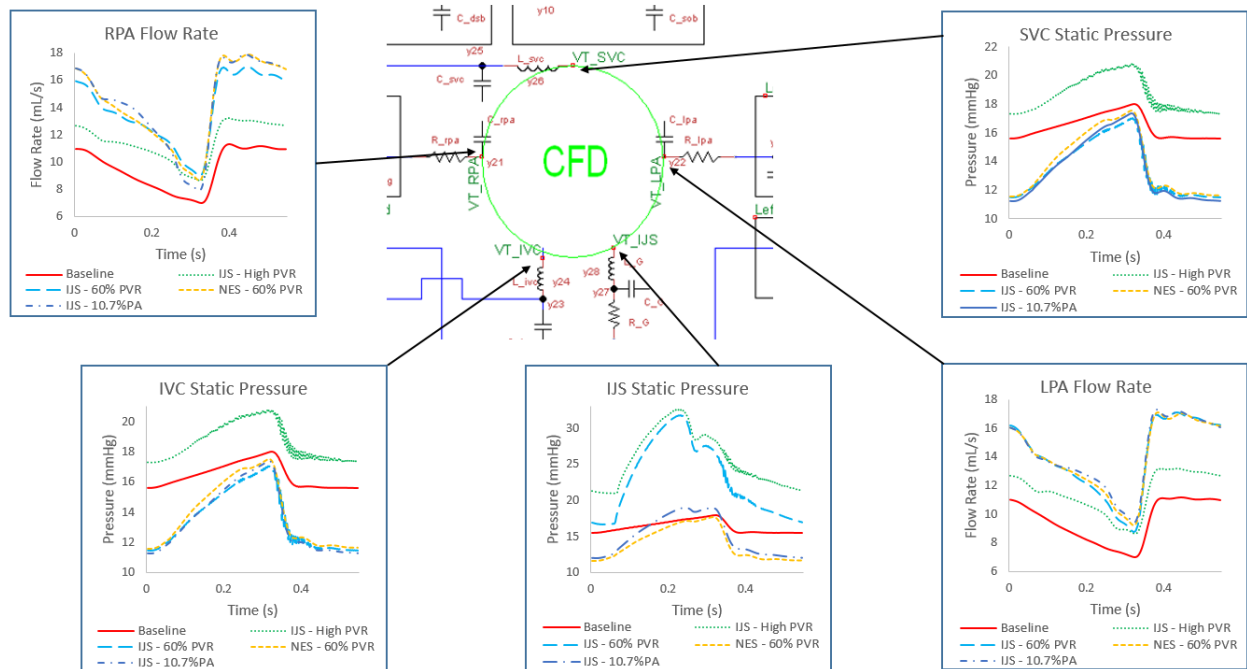 RPA Flow Rate
Flow Rate (mL/s)
18
16
14
12
10
8
6
0
0.2
0.4
Time (s)
Baseline
IJS - High PVR
IJS - 60% PVR
NES - 60% PVR
IJS - 10.7%PA
C_dsb
y10
C_sob
y25
L_svc
VT_SVC
C_svc
y26
C_rpa
C_lpa
R_rpa
R_lpa
y21
CFD
y22
VT_RPA
VT_LPA
d
Lef
VT_IVC
VT_IJS
y24
y28
L_ivc
y23
y27
R_G
SVC Static Pressure
Pressure (mmHg)
22
20
18
16
14
12
10
0
0.2
0.4
Time (s)
Baseline
IJS - High PVR
IJS - 60% PVR
NES - 60% PVR
IJS - 10.7%PA
IVC Static Pressure
Pressure (mmHg)
20
18
16
14
12
10
0
0.2
0.4
Time (s)
Baseline
IJS - High PVR
IJS - 60% PVR
NES - 60% PVR
IJS - 10.7%PA
IJS Static Pressure
Pressure (mmHg)
30
25
20
15
10
0
0.2
0.4
Time (s)
Baseline
IJS - High PVR
IJS - 60% PVR
NES - 60% PVR
IJS - 10.7%PA
LPA Flow Rate
Flow Rate (mL/s)
18
16
14
12
10
8
6
0
0.2
0.4
Time (s)
Baseline
IJS - High PVR
IJS - 60% PVR
NES - 60% PVR
IJS - 10.7%PA